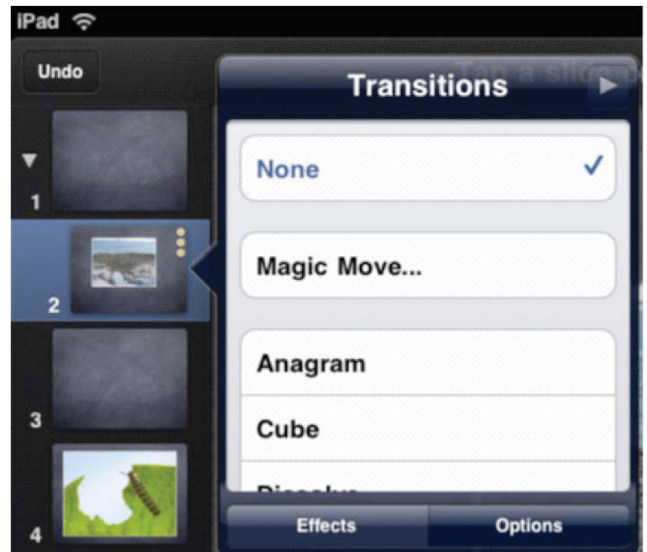 iPad
Undo
Transitions
None
Magic Move...
Anagram
Cube
1
2
3
4
Effects
Options